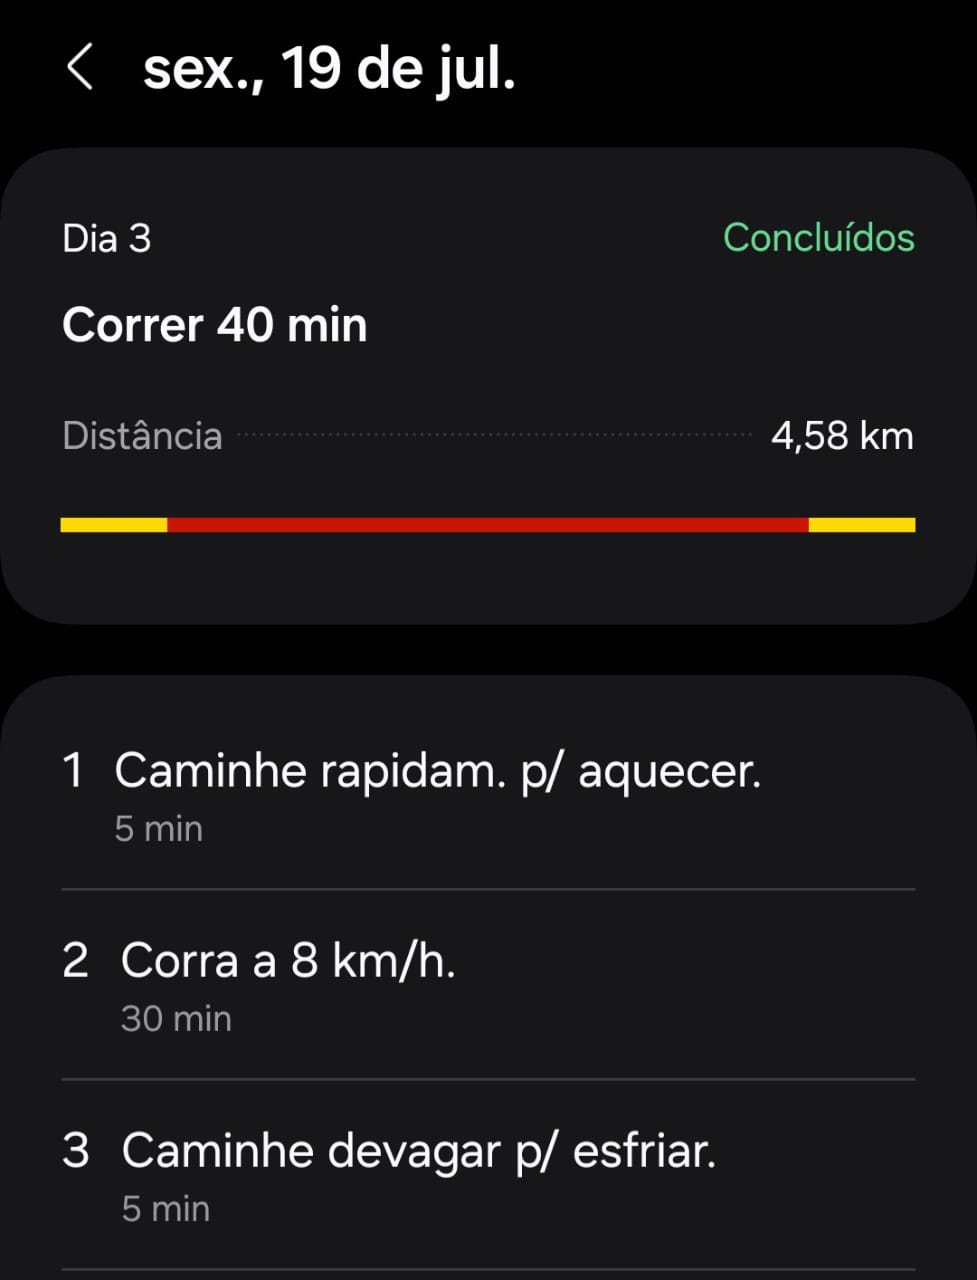 sex., 19 de jul.
Dia 3
Concluídos
Correr 40 min
Distância
4,58 km
1 Caminhe rapidam. p/ aquecer.
5 min
2 Corra a 8 km/h.
30 min
3 Caminhe devagar p/ esfriar.
5 min